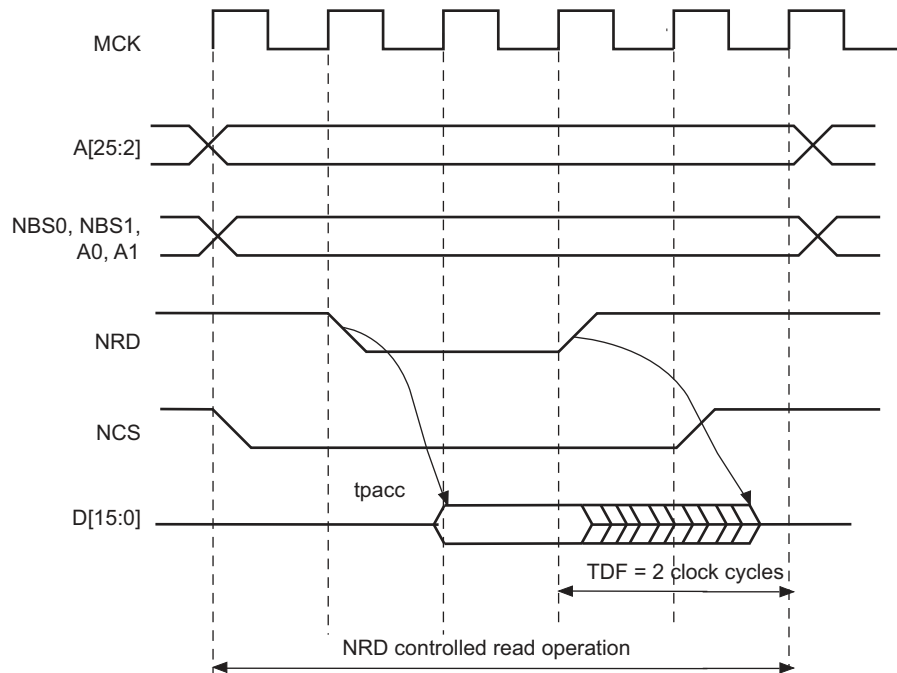 MCK
A[25:2]
NBS0, NBS1,
A0, A1
NRD
NCS
tpacc
D[15:0]
TDF = 2 clock cycles
NRD controlled read operation